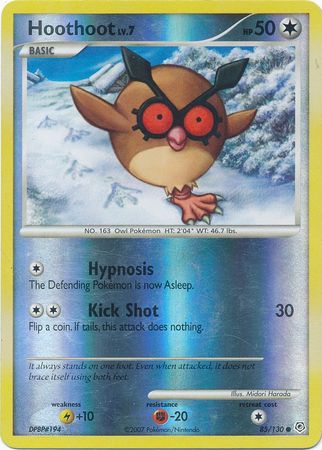 Hoothoot LV.7 HP 50
BASIC
NO. 163 Owl Pokémon HT: 2'04" WT: 46.7 lbs.
Hypnosis
The Defending Pokémon is now Asleep.
Kick Shot 30
Flip a coin. If tails, this attack does nothing.
It always stands on one foot. Even when attacked, it does not
brace itself using both feet.
Illus. Midori Harada
weakness resistance retreat cost
+10 -20
DPBP#194 ©2007 Pokémon/Nintendo 85/130